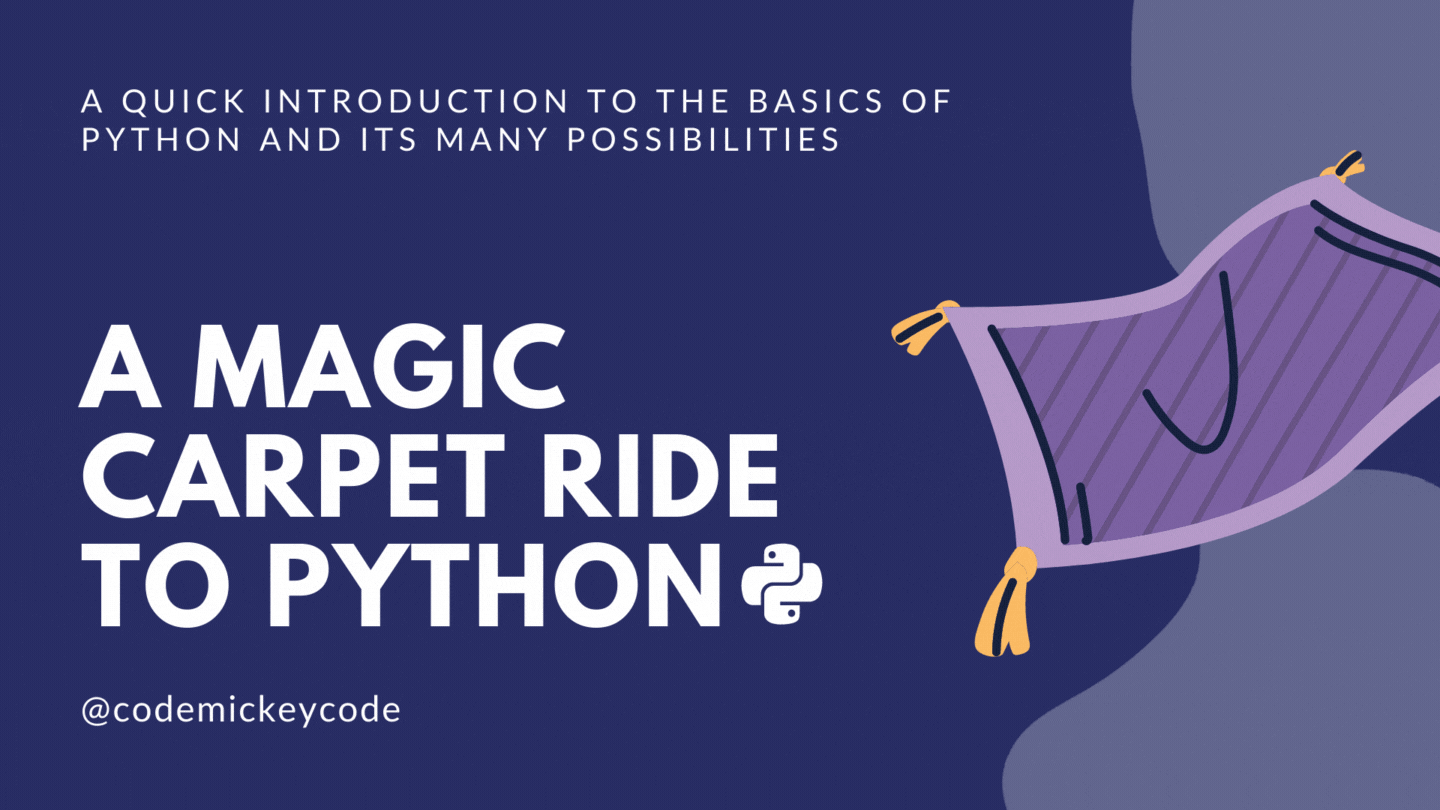 A QUICK INTRODUCTION TO THE BASICS OF
PYTHON AND ITS MANY POSSIBILITIES
A MAGIC
CARPET RIDE
TO PYTHON
@codemickeycode